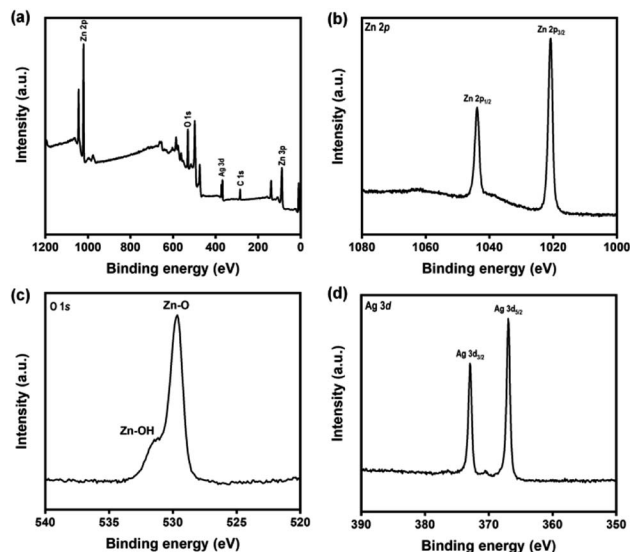 (a)
Zn 2p
O 1s
Ag 3d
C 1s
Zn 3p
Intensity (a.u.)
1200 1000 800 600 400 200 0
Binding energy (eV)
(b)
Zn 2p
Zn 2p3/2
Zn 2p1/2
Intensity (a.u.)
1080 1060 1040 1020 1000
Binding energy (eV)
(c)
O 1s
Zn-O
Zn-OH
Intensity (a.u.)
540 535 530 525 520
Binding energy (eV)
(d)
Ag 3d
Ag 3d5/2
Ag 3d3/2
Intensity (a.u.)
390 380 370 360 350
Binding energy (eV)